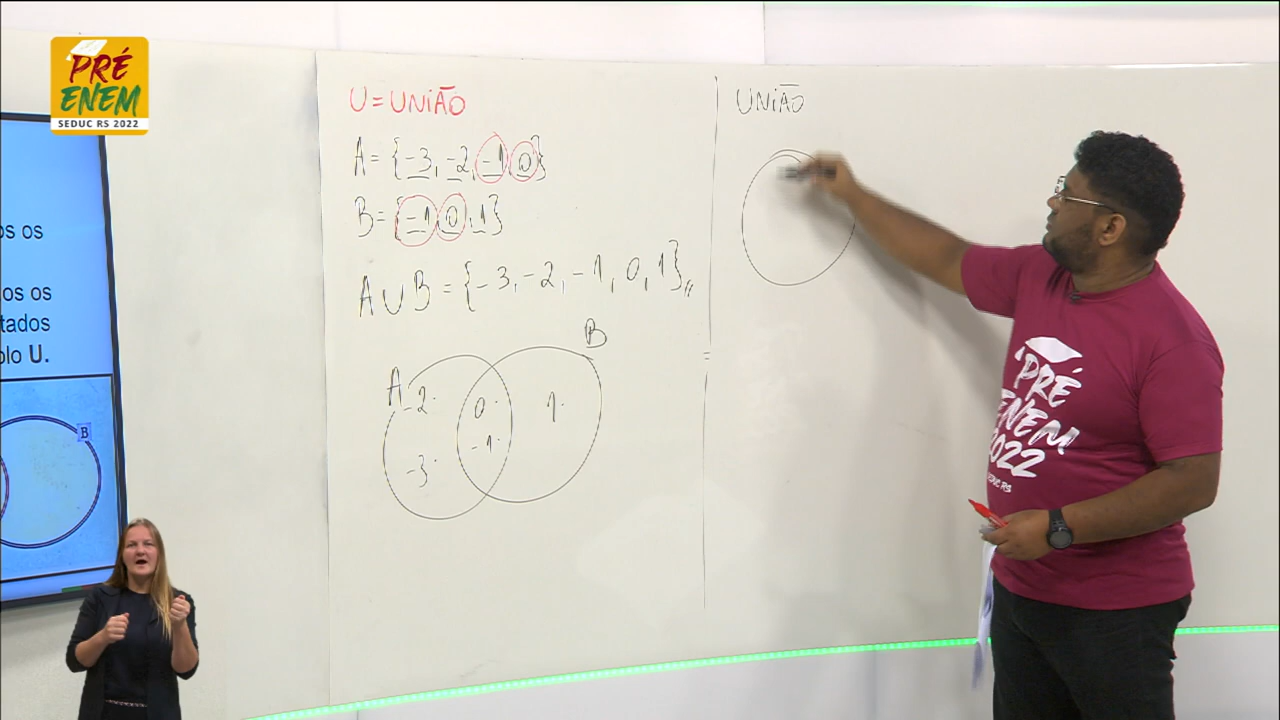 PRÉ
ENEM
SEDUC RS 2022
os os
os os
tados
olo U.
B
U = UNIÃO
A = {-3, -2, -1, 0}
B = {-1, 0, 1}
A U B = {-3, -2, -1, 0, 1}
A
B
-2.
0.
1.
-1.
-3.
UNIÃO
=
PRÉ
ENEM
2022
SEDUC RS